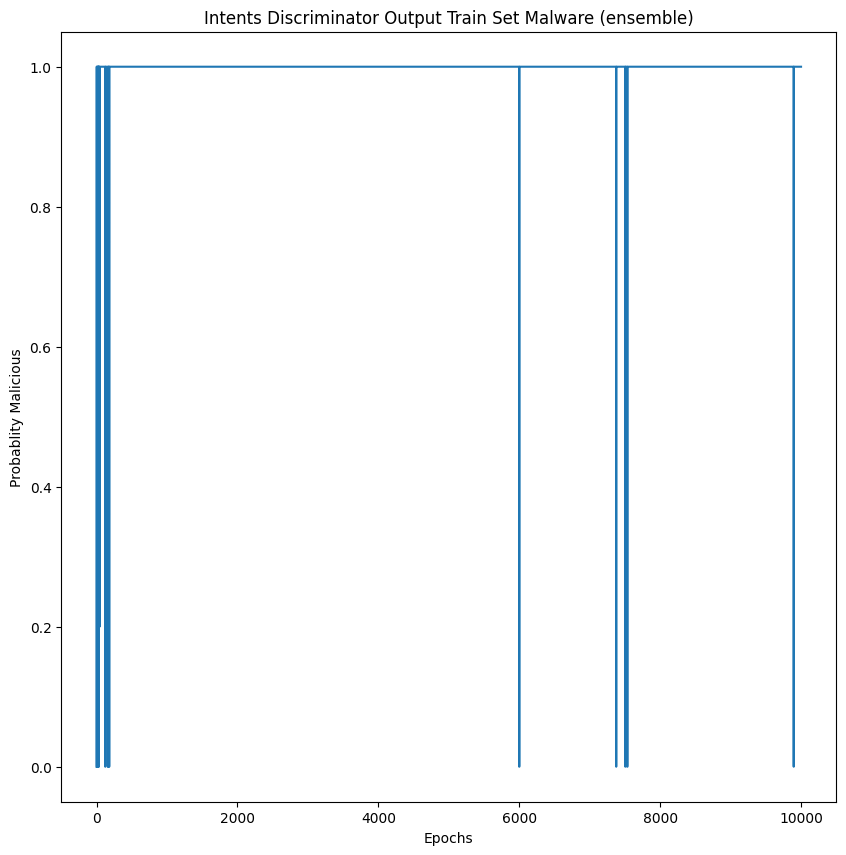 Intents Discriminator Output Train Set Malware (ensemble)
1.0
0.8
0.6
0.4
0.2
0.0
Probablity Malicious
0 2000 4000 6000 8000 10000
Epochs